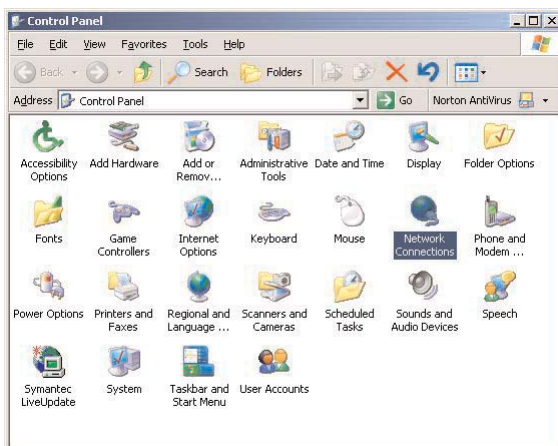 Control Panel
File Edit View Favorites Tools Help
Back Search Folders
Address Control Panel Go Norton AntiVirus
Accessibility Options
Add Hardware
Add or Remov...
Administrative Tools
Date and Time
Display
Folder Options
Fonts
Game Controllers
Internet Options
Keyboard
Mouse
Network Connections
Phone and Modem ...
Power Options
Printers and Faxes
Regional and Language ...
Scanners and Cameras
Scheduled Tasks
Sounds and Audio Devices
Speech
Symantec LiveUpdate
System
Taskbar and Start Menu
User Accounts